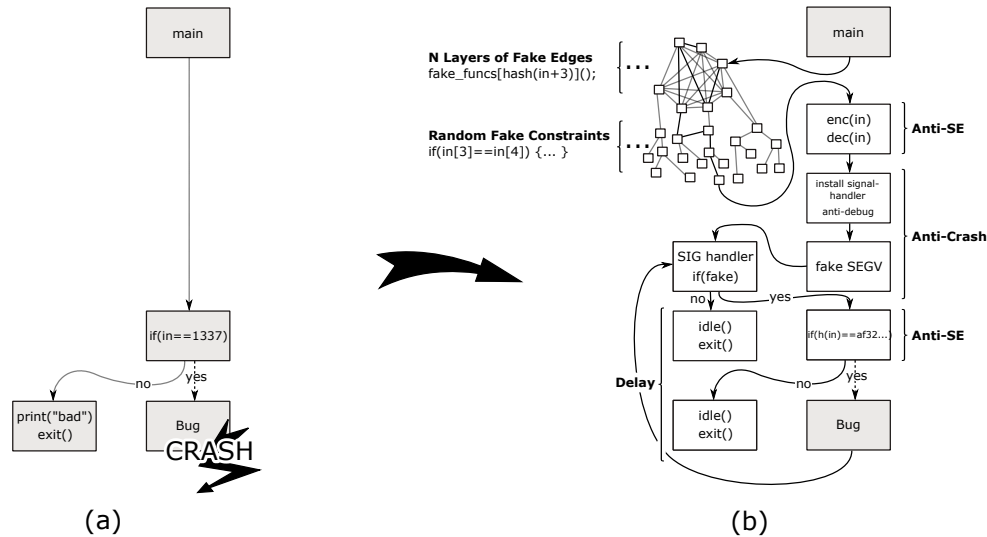 main
if(in==1337)
no
yes
print("bad")
exit()
Bug
CRASH
(a)
N Layers of Fake Edges
fake_funcs[hash(in+3)]();
...
Random Fake Constraints
if(in[3]==in[4]) {... }
...
main
enc(in)
dec(in)
Anti-SE
install signal-
handler
anti-debug
Anti-Crash
SIG handler
if(fake)
fake SEGV
no
yes
idle()
exit()
if(h(in)==af32...)
Anti-SE
Delay
no
yes
idle()
exit()
Bug
(b)